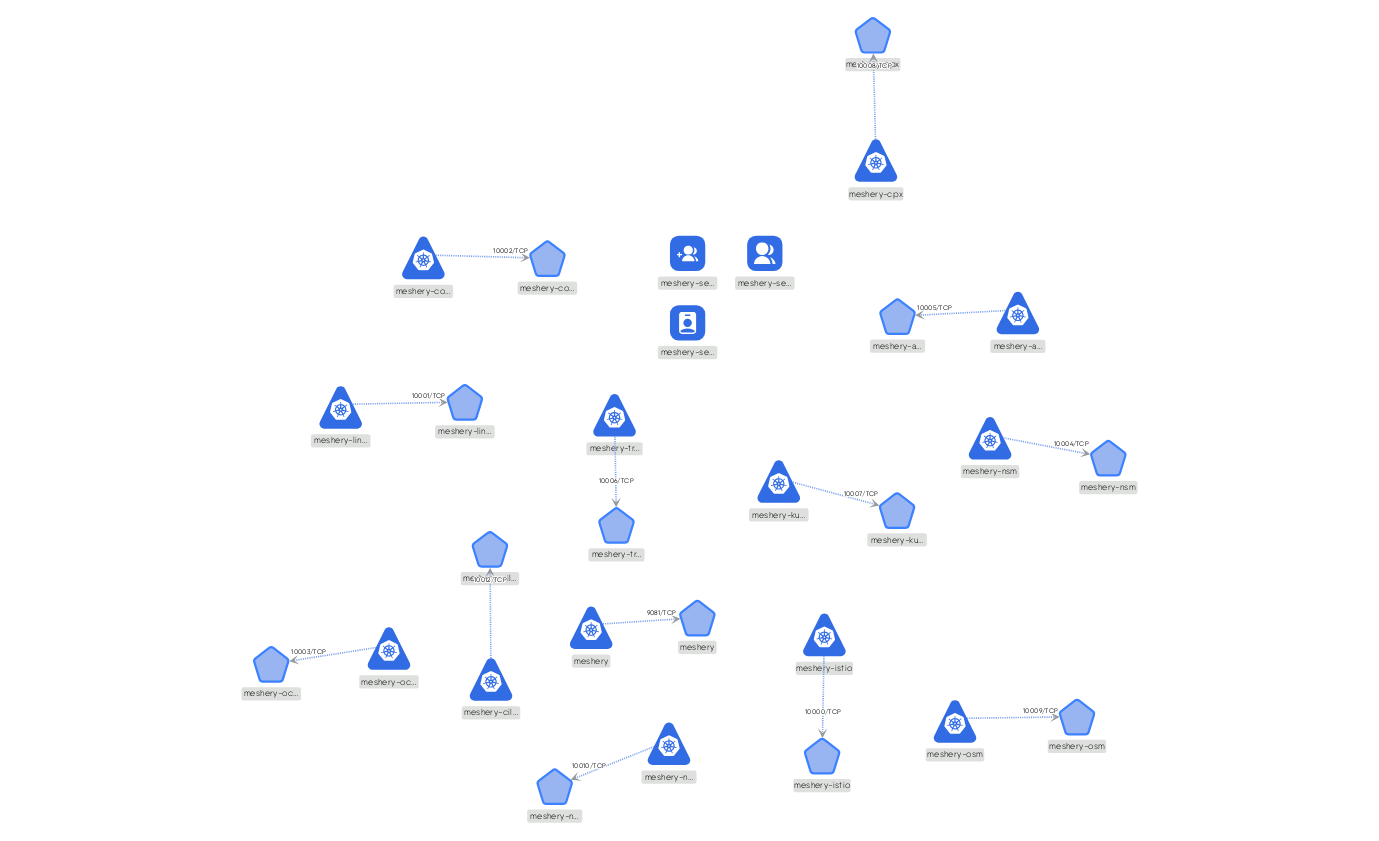 10008/TCP
meshery-cpx
10002/TCP
meshery-co...
meshery-co...
meshery-se...
meshery-se...
10005/TCP
meshery-a...
meshery-a...
meshery-se...
10001/TCP
meshery-lin...
meshery-lin...
meshery-tr...
10006/TCP
meshery-tr...
10004/TCP
meshery-nsm
meshery-nsm
10007/TCP
meshery-ku...
meshery-ku...
10012/TCP
meshery-cil...
9081/TCP
meshery
meshery
10003/TCP
meshery-oc...
meshery-oc...
meshery-istio
10000/TCP
meshery-istio
10009/TCP
meshery-osm
meshery-osm
10010/TCP
meshery-n...
meshery-n...